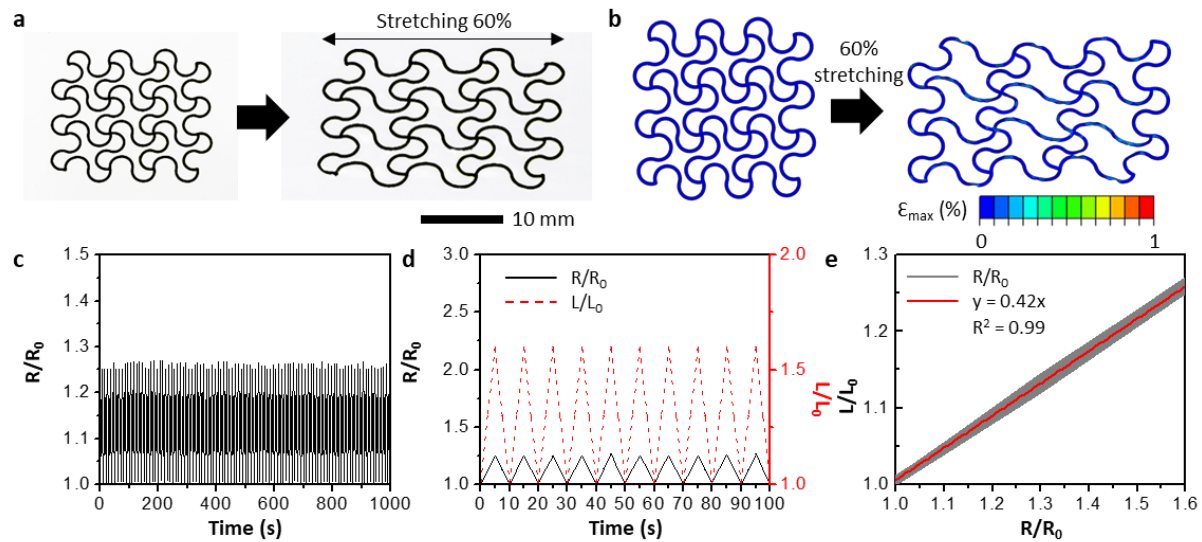 a
Stretching 60%
10 mm
b
60%
stretching
Ɛmax (%)
0
1
c
1.5
1.4
1.3
1.2
1.1
1.0
R/R0
0
200
400
600
800
1000
Time (s)
d
3.0
2.5
2.0
1.5
1.0
R/R0
R/R0
L/L0
2.0
1.5
1.0
L/L0
0
10
20
30
40
50
60
70
80
90
100
Time (s)
e
1.3
1.2
1.1
1.0
L/L0
R/R0
y = 0.42x
R² = 0.99
1.0
1.1
1.2
1.3
1.4
1.5
1.6
R/R0